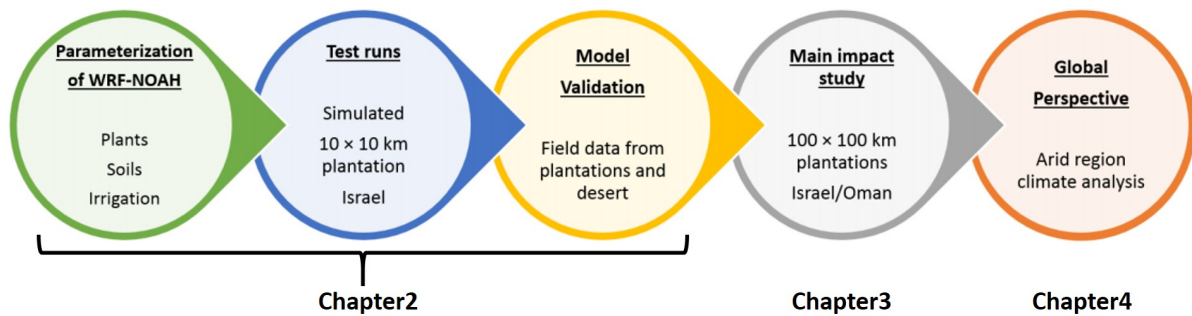 Parameterization
of WRF-NOAH
Plants
Soils
Irrigation
Test runs
Simulated
10 × 10 km
plantation
Israel
Model
Validation
Field data from
plantations and
desert
Main impact
study
100 × 100 km
plantations
Israel/Oman
Global
Perspective
Arid region
climate analysis
Chapter2
Chapter3
Chapter4